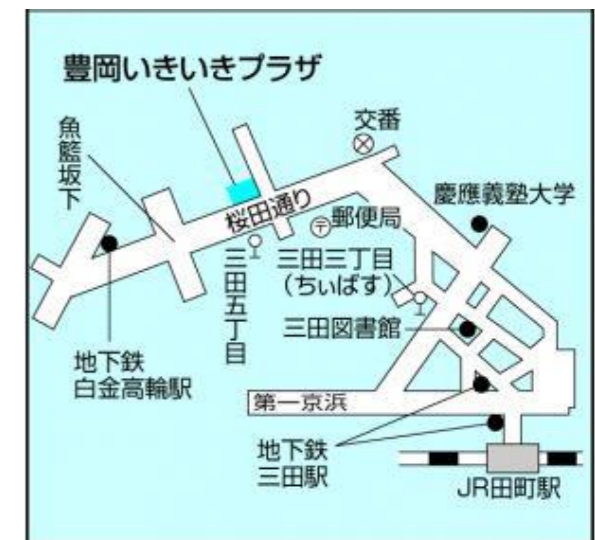 豊岡いきいきプラザ
魚籃坂下
交番
慶應義塾大学
桜田通り
〒郵便局
三田五丁目
三田三丁目
（ちぃばす）
三田図書館
地下鉄
白金高輪駅
第一京浜
地下鉄
三田駅
JR田町駅